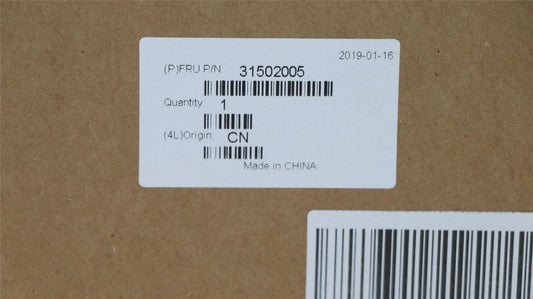 2019-01-16
(P)FRU P/N: 31502005
Quantity: 1
(4L)Origin: CN
Made in CHINA